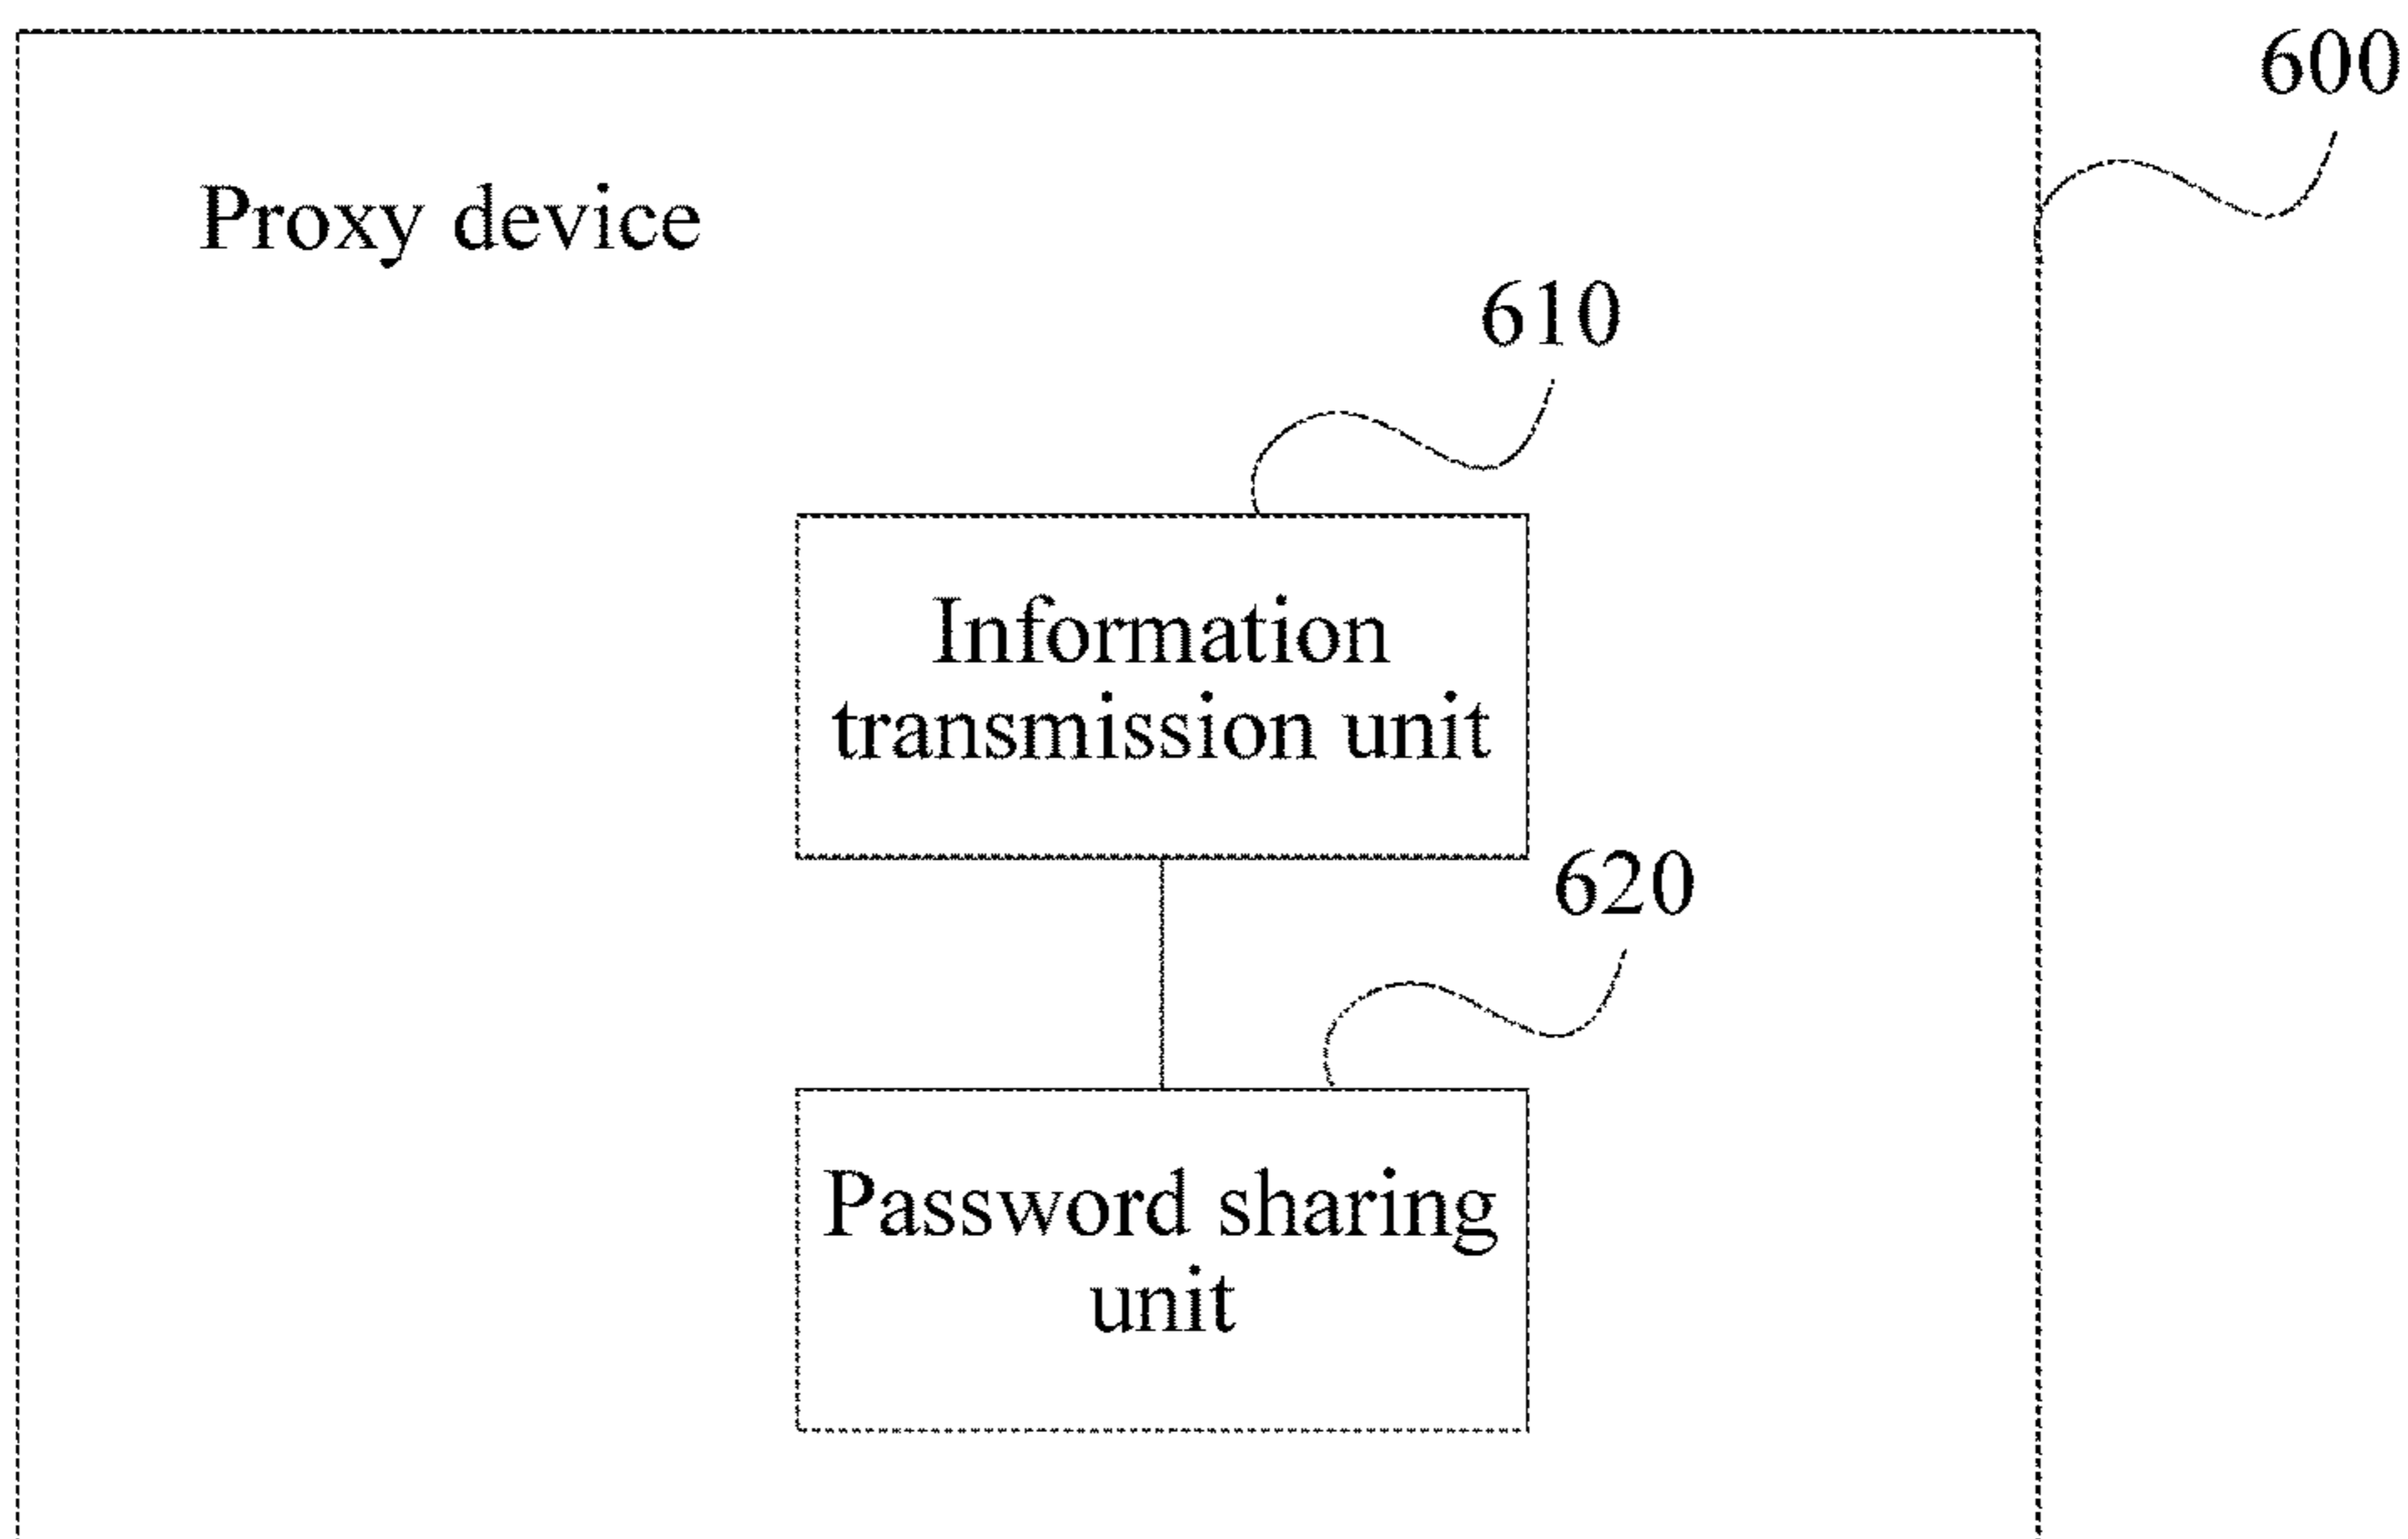 600
Proxy device
610
Information
transmission unit
620
Password sharing
unit